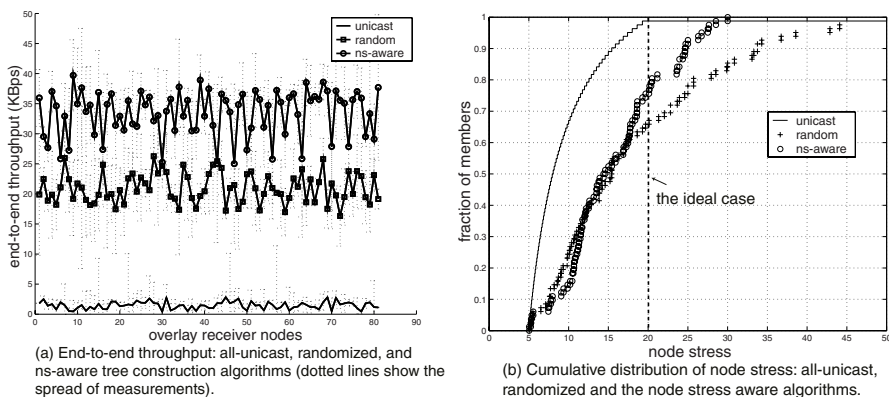 50
45
40
35
30
25
20
15
10
5
0
end-to-end throughput (KBps)
unicast
random
ns-aware
0 10 20 30 40 50 60 70 80 90
overlay receiver nodes
(a) End-to-end throughput: all-unicast, randomized, and
ns-aware tree construction algorithms (dotted lines show the
spread of measurements).
1
0.9
0.8
0.7
0.6
0.5
0.4
0.3
0.2
0.1
0
fraction of members
unicast
random
ns-aware
the ideal case
0 5 10 15 20 25 30 35 40 45 50
node stress
(b) Cumulative distribution of node stress: all-unicast,
randomized and the node stress aware algorithms.